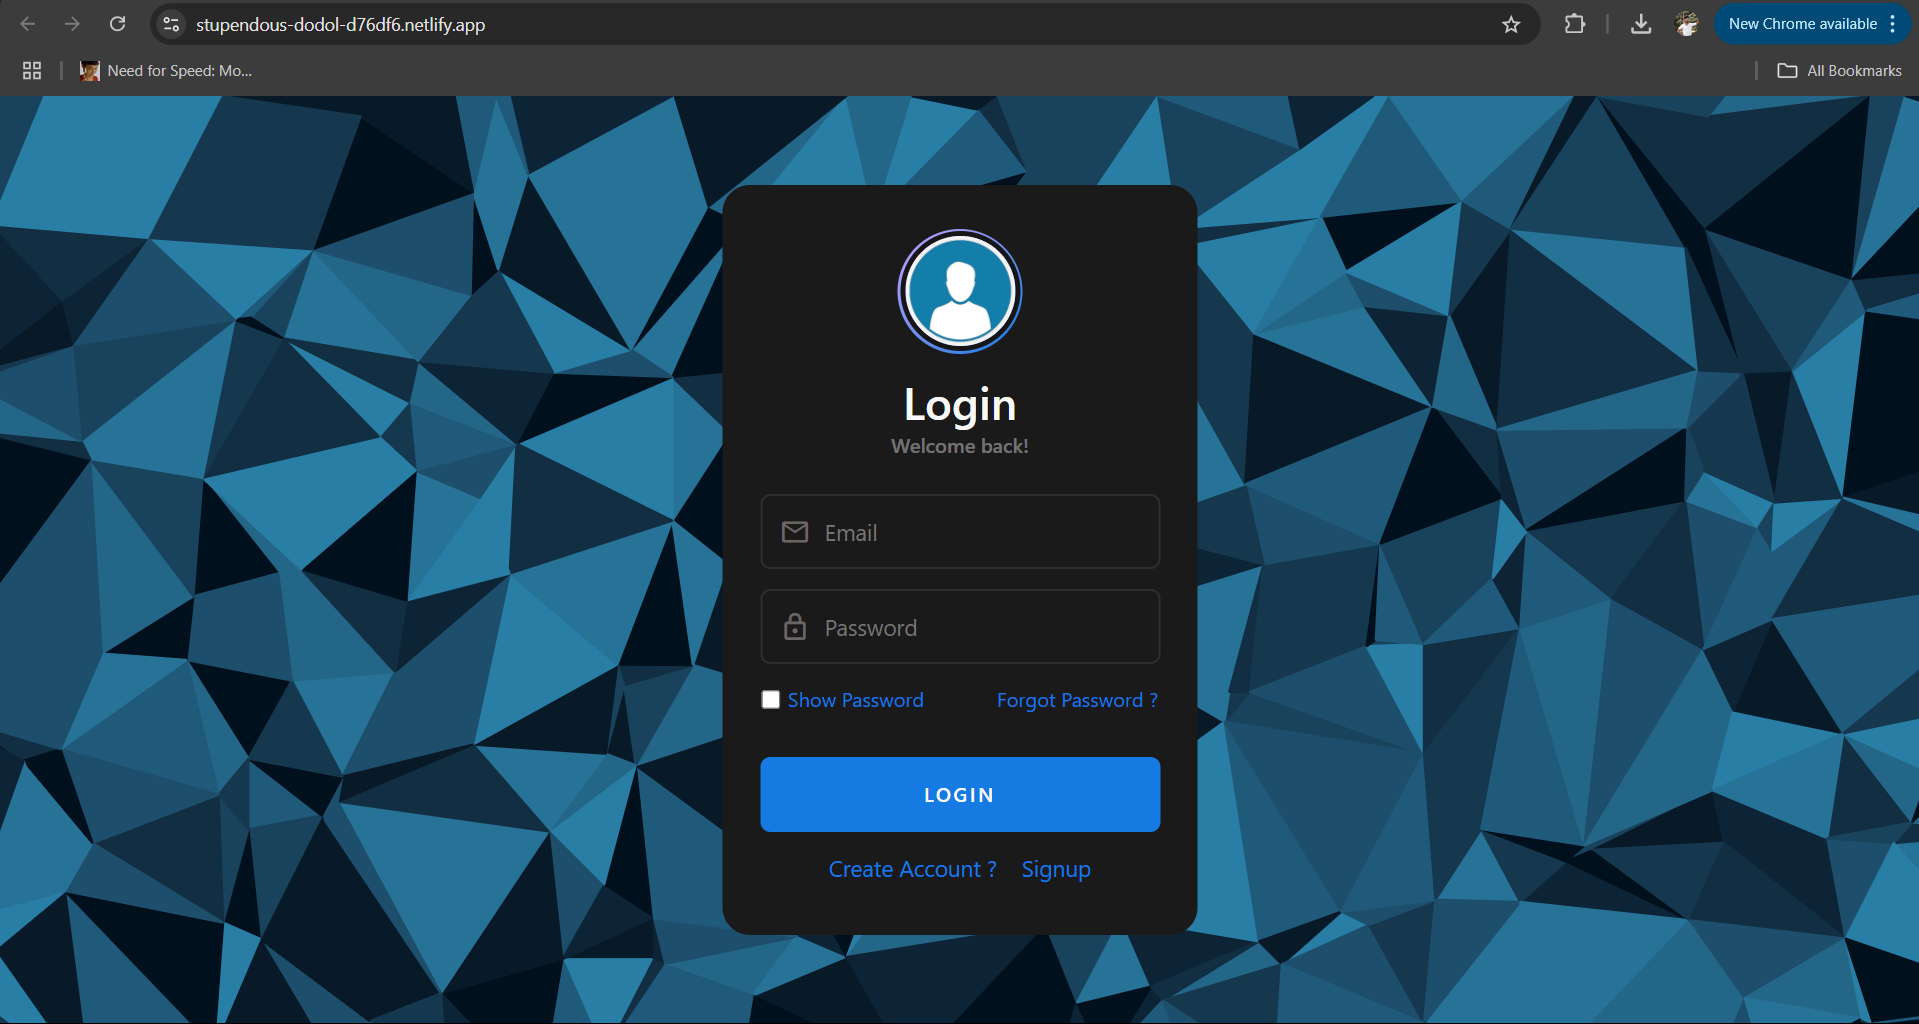 stupendous-dodol-d76df6.netlify.app
New Chrome available
Need for Speed: Mo...
All Bookmarks
Login
Welcome back!
Email
Password
Show Password
Forgot Password ?
LOGIN
Create Account ? Signup